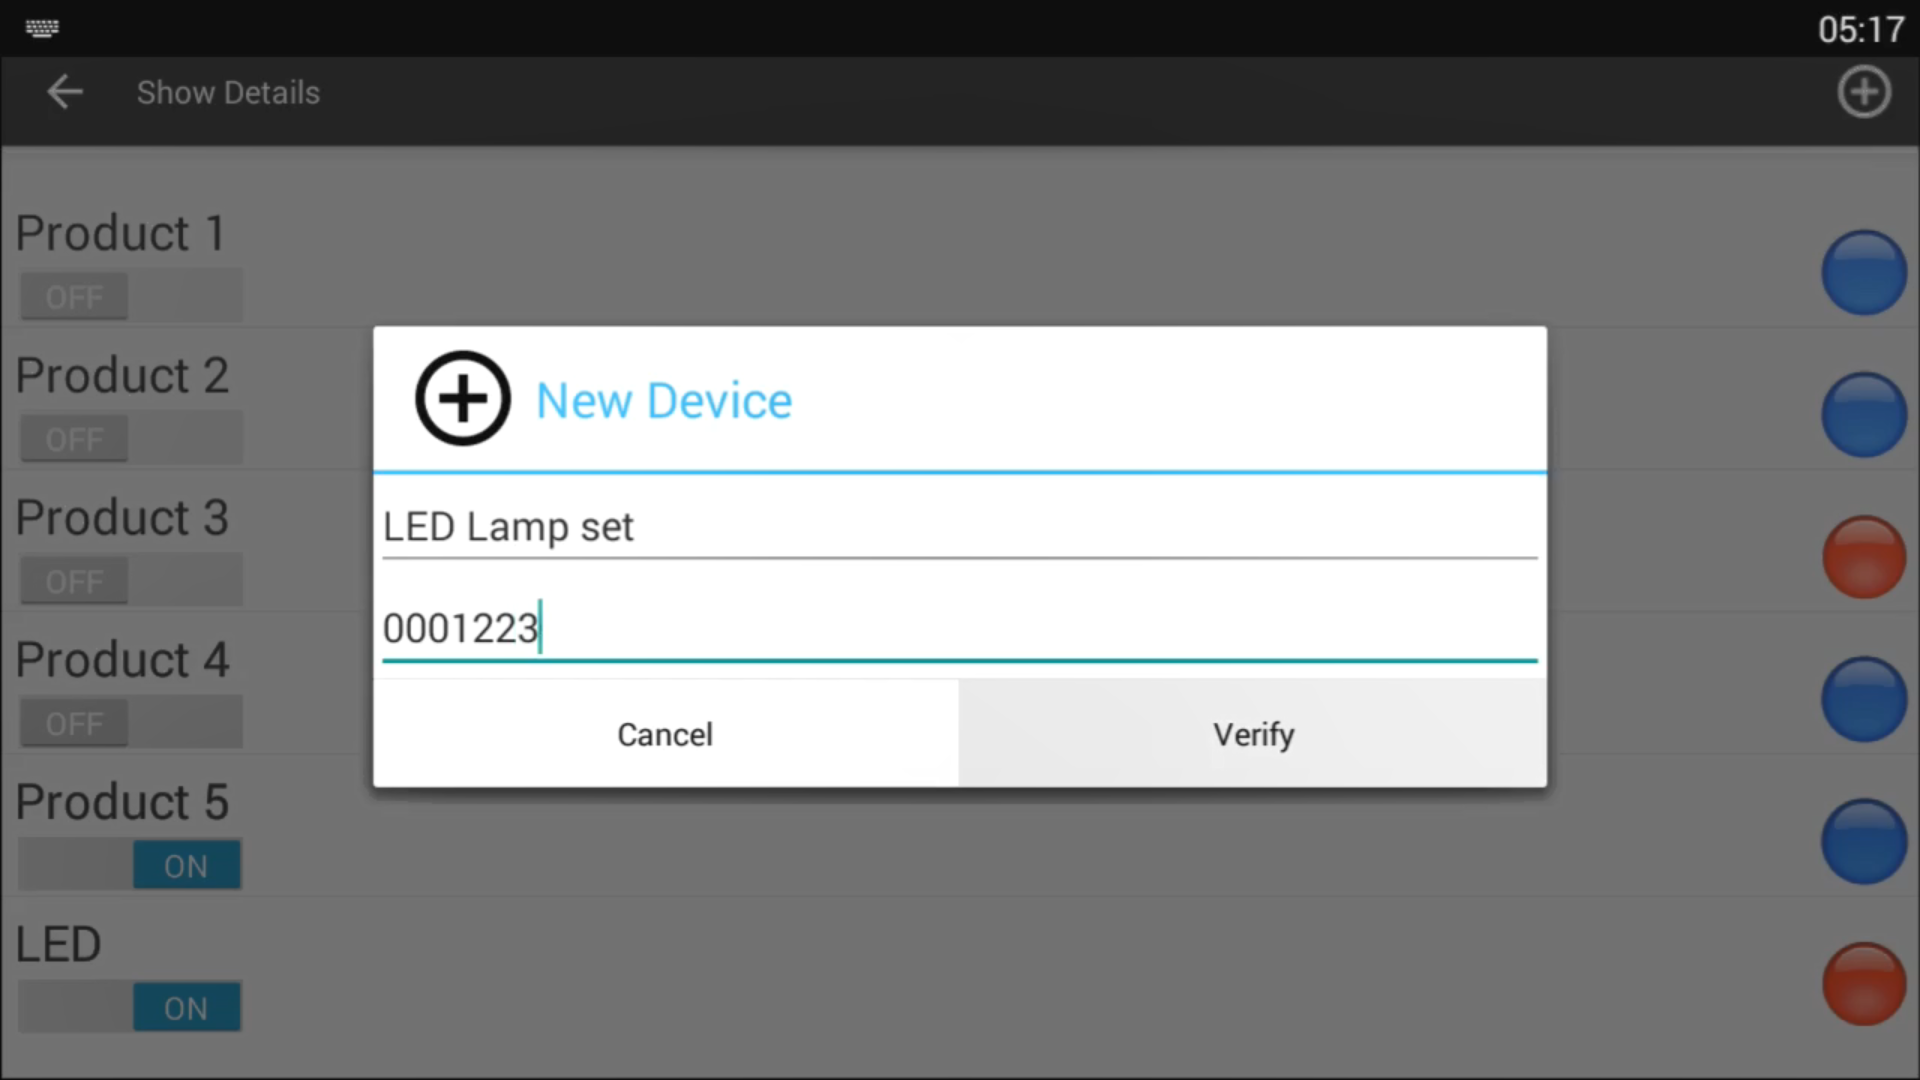 05:17
Show Details
Product 1
OFF
Product 2
OFF
Product 3
OFF
Product 4
OFF
Product 5
ON
LED
ON
New Device
LED Lamp set
0001223
Cancel
Verify